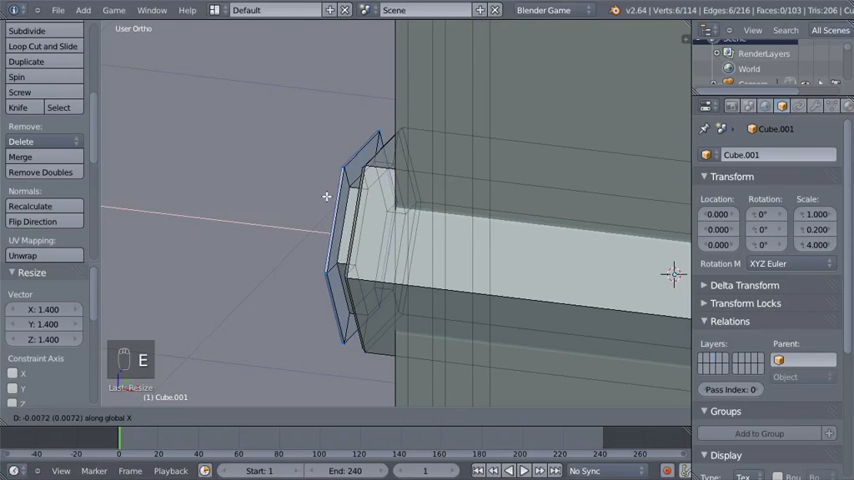 File Add Game Window Help Default Scene Blender Game v2.64 | Verts:6/114 | Edges:6/216 | Faces:0/103 | Tris:206
Subdivide
Loop Cut and Slide
Duplicate
Spin
Screw
Knife Select
Remove:
Delete
Merge
Remove Doubles
Normals:
Recalculate
Flip Direction
UV Mapping:
Unwrap
Resize
Vector
X: 1.400
Y: 1.400
Z: 1.400
Constraint Axis
X
Y
Z
User Ortho
E
Last: Resize
(1) Cube.001
D: -0.0072 (0.0072) along global X
View Search All Scenes
RenderLayers
World
Camera
Cube.001
Cube.001
Transform
Location: Rotation: Scale:
0.000 0° 1.000
0.000 0° 0.200
0.000 0° 4.000
Rotation M XYZ Euler
Delta Transform
Transform Locks
Relations
Layers: Parent:
Object
Pass Index: 0
Groups
Add to Group
Display
Type: Tex
-40 -20 0 20 40 60 80 100 120 140 160 180 200 220 240 260
View Marker Frame Playback Start: 1 End: 240 1 No Sync